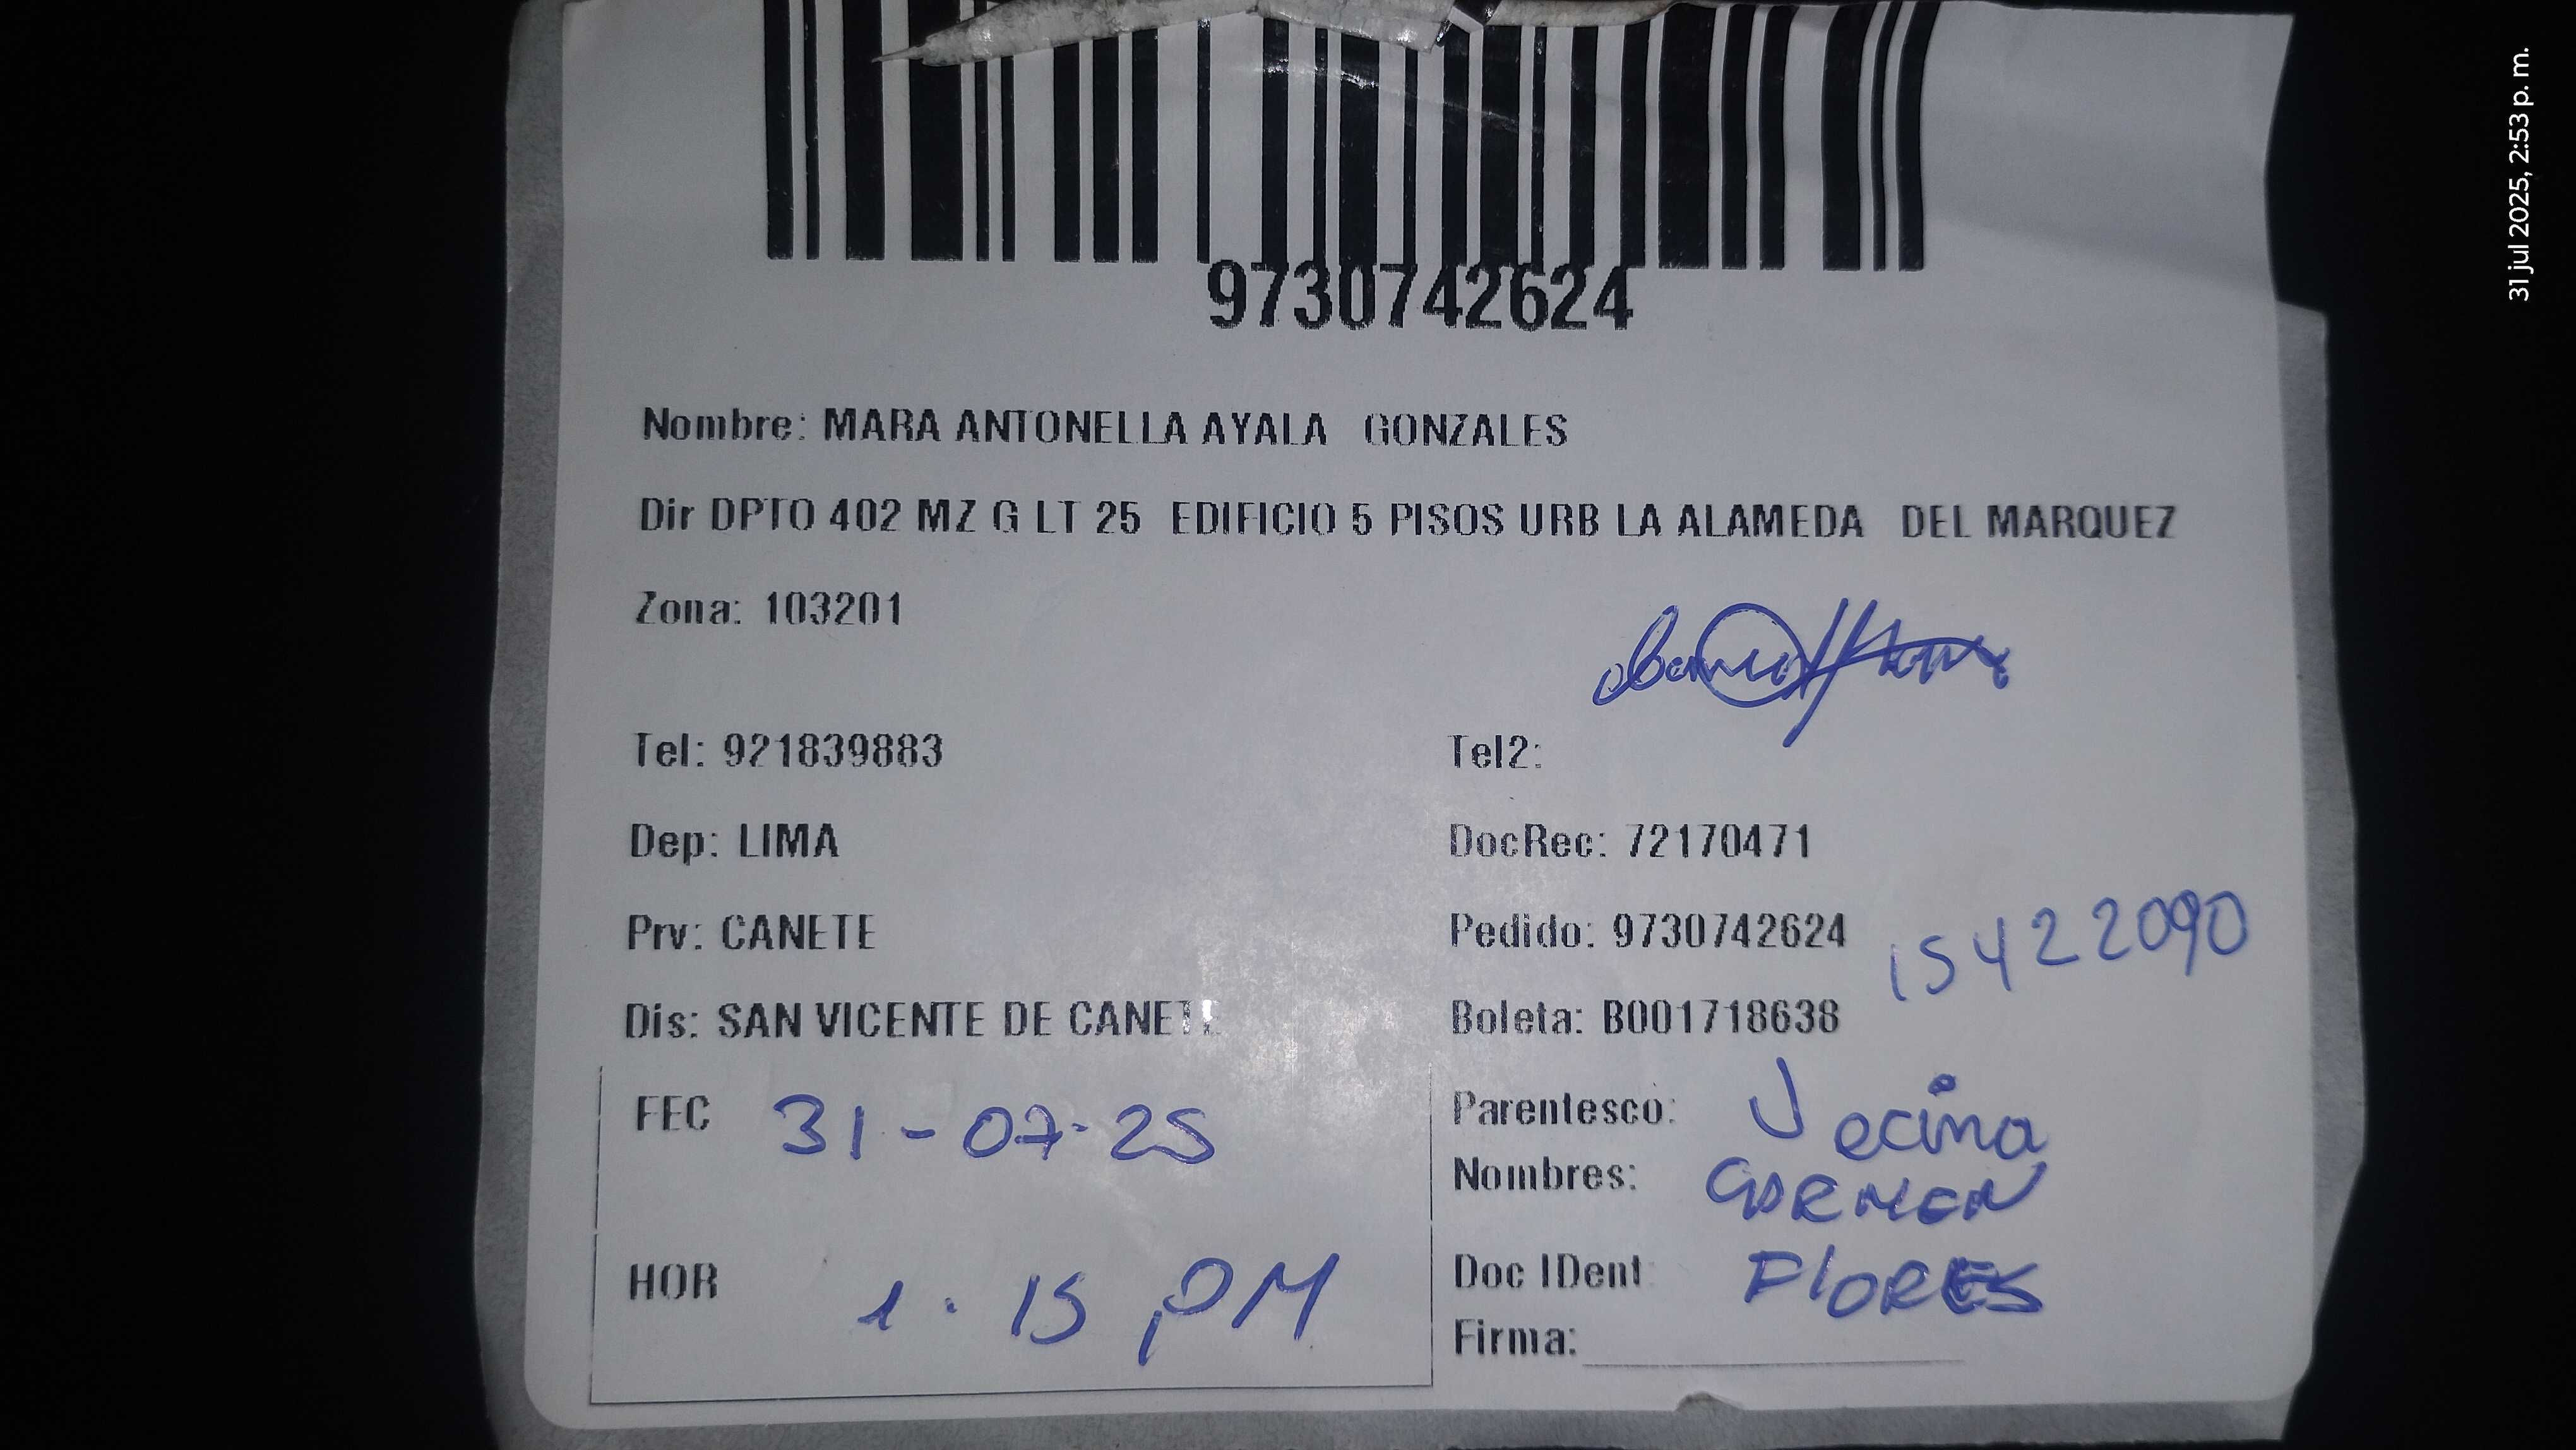 9730742624
Nombre: MARA ANTONELLA AYALA GONZALES
Dir DPTO 402 MZ G LT 25 EDIFICIO 5 PISOS URB LA ALAMEDA DEL MARQUEZ
Zona: 103201
Tel: 921839883 Tel2:
Dep: LIMA DocRec: 72170471
Prv: CANETE Pedido: 9730742624 15422090
Dis: SAN VICENTE DE CANETE Boleta: B001718638
FEC 31-07-25 Parentesco: Vecina
Nombres: CARMEN
HOR 1.15 PM Doc IDent: FlORES
Firma:
31 jul 2025, 2:53 p. m.